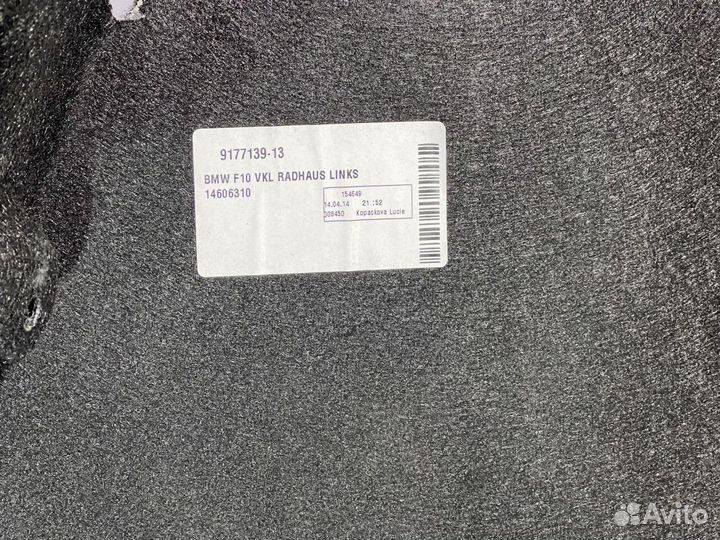 9177139-13
BMW F10 VKL RADHAUS LINKS
14606310
154649
14.04.14 21 :52
008450 Kopackova Lucie
Avito